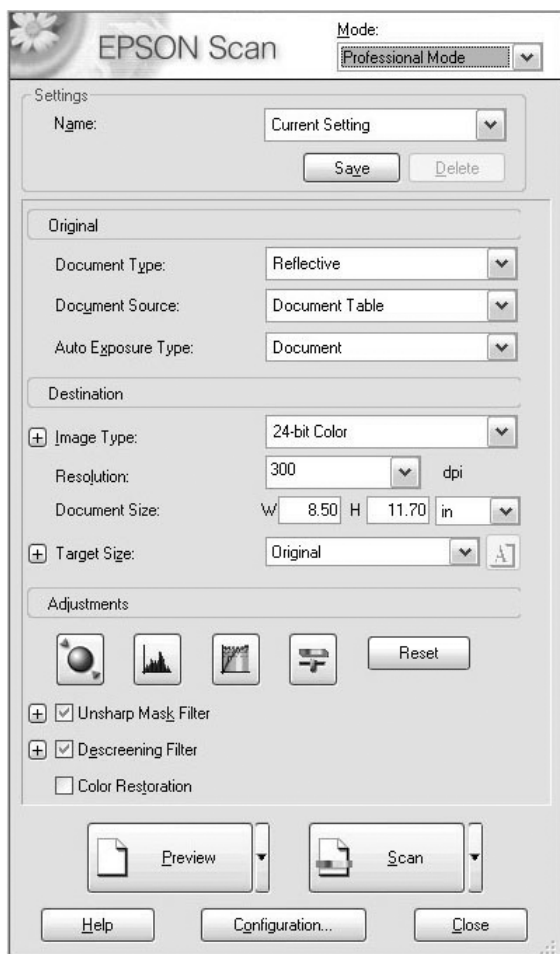 EPSON Scan
Mode:
Professional Mode
Settings
Name: Current Setting
Save Delete
Original
Document Type: Reflective
Document Source: Document Table
Auto Exposure Type: Document
Destination
Image Type: 24-bit Color
Resolution: 300 dpi
Document Size: W 8.50 H 11.70 in
Target Size: Original A
Adjustments
Reset
Unsharp Mask Filter
Descreening Filter
Color Restoration
Preview Scan
Help Configuration... Close